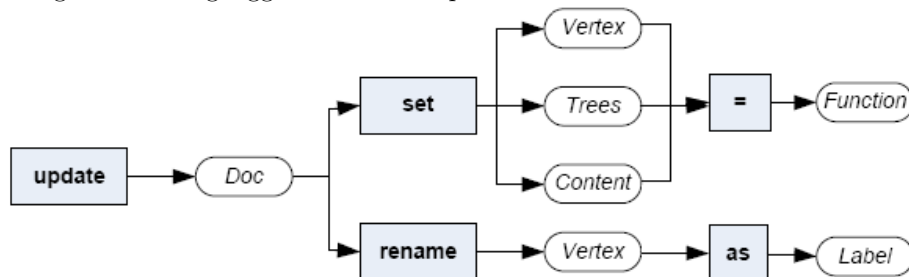 Vertex
set
Trees
=
Function
update
Doc
Content
rename
Vertex
as
Label